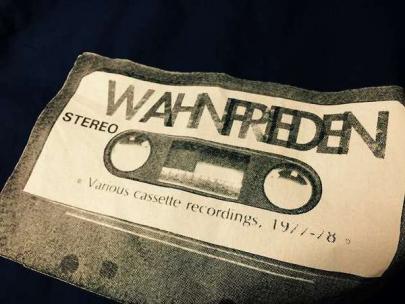 WAHNFRIEDEN
STEREO
Various cassette recordings, 1977-78